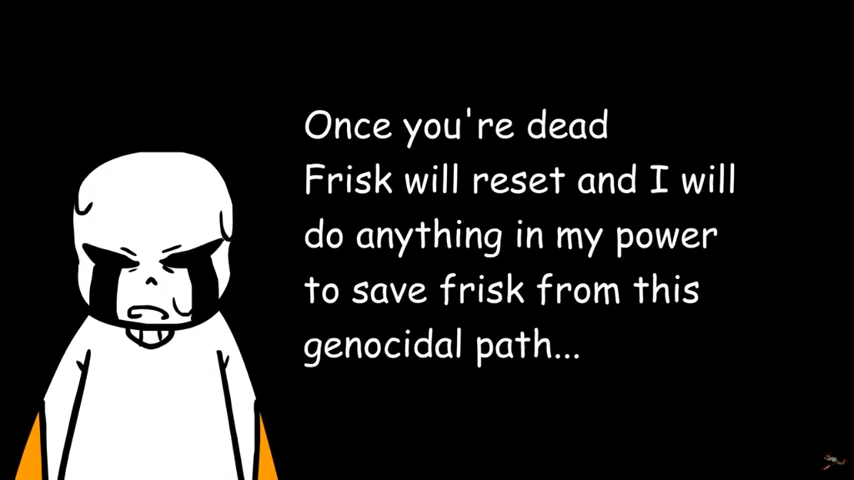 Once you're dead
Frisk will reset and I will
do anything in my power
to save frisk from this
genocidal path...